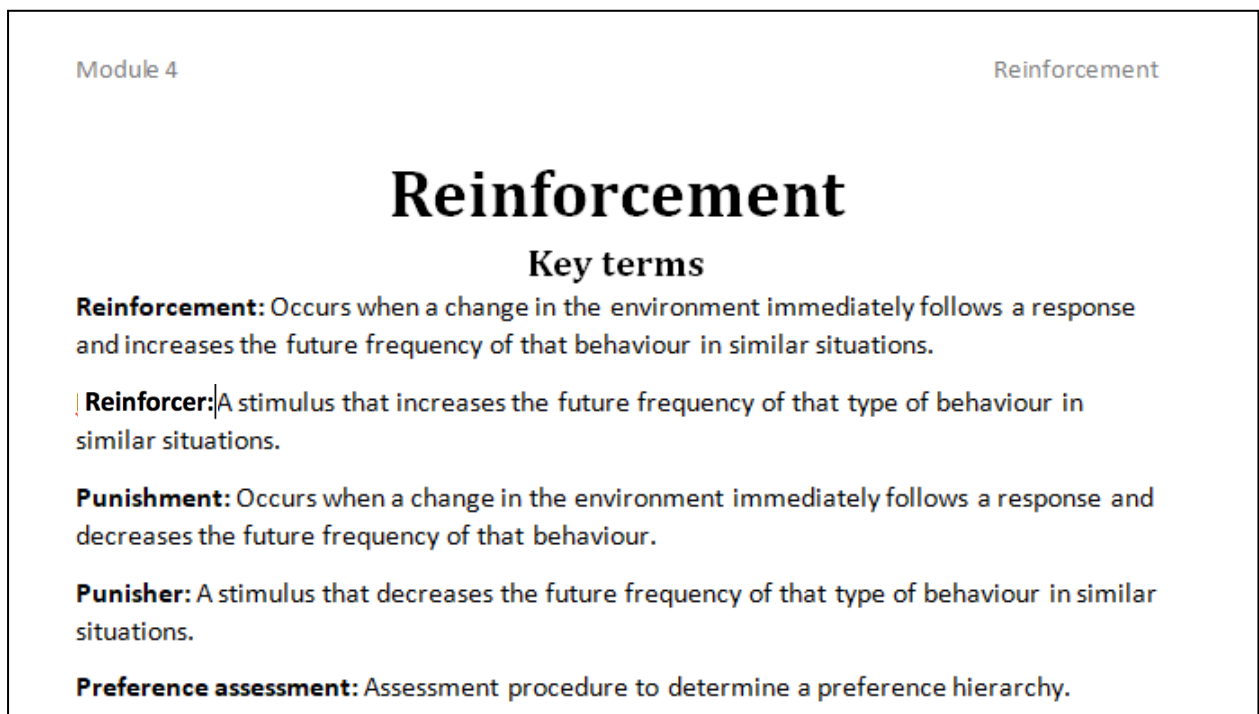 Module 4 Reinforcement
Reinforcement
Key terms
Reinforcement: Occurs when a change in the environment immediately follows a response
and increases the future frequency of that behaviour in similar situations.
Reinforcer: A stimulus that increases the future frequency of that type of behaviour in
similar situations.
Punishment: Occurs when a change in the environment immediately follows a response and
decreases the future frequency of that behaviour.
Punisher: A stimulus that decreases the future frequency of that type of behaviour in similar
situations.
Preference assessment: Assessment procedure to determine a preference hierarchy.